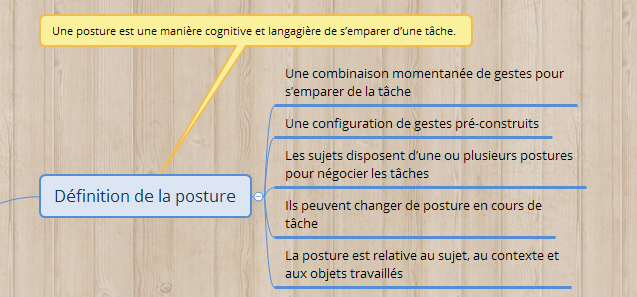 Une posture est une manière cognitive et langagière de s’emparer d’une tâche.
Une combinaison momentanée de gestes pour
s’emparer de la tâche
Une configuration de gestes pré-construits
Les sujets disposent d’une ou plusieurs postures
pour négocier les tâches
Définition de la posture
Ils peuvent changer de posture en cours de
tâche
La posture est relative au sujet, au contexte et
aux objets travaillés